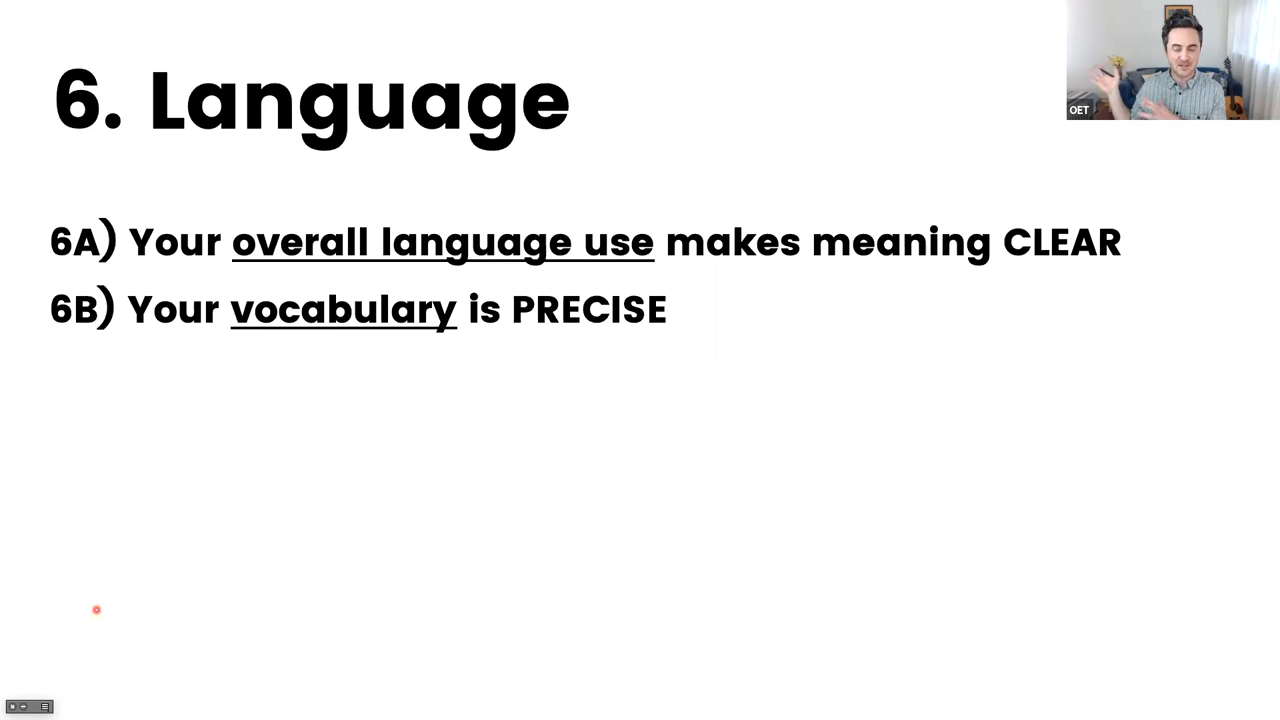 6. Language
OET
6A) Your overall language use makes meaning CLEAR
6B) Your vocabulary is PRECISE